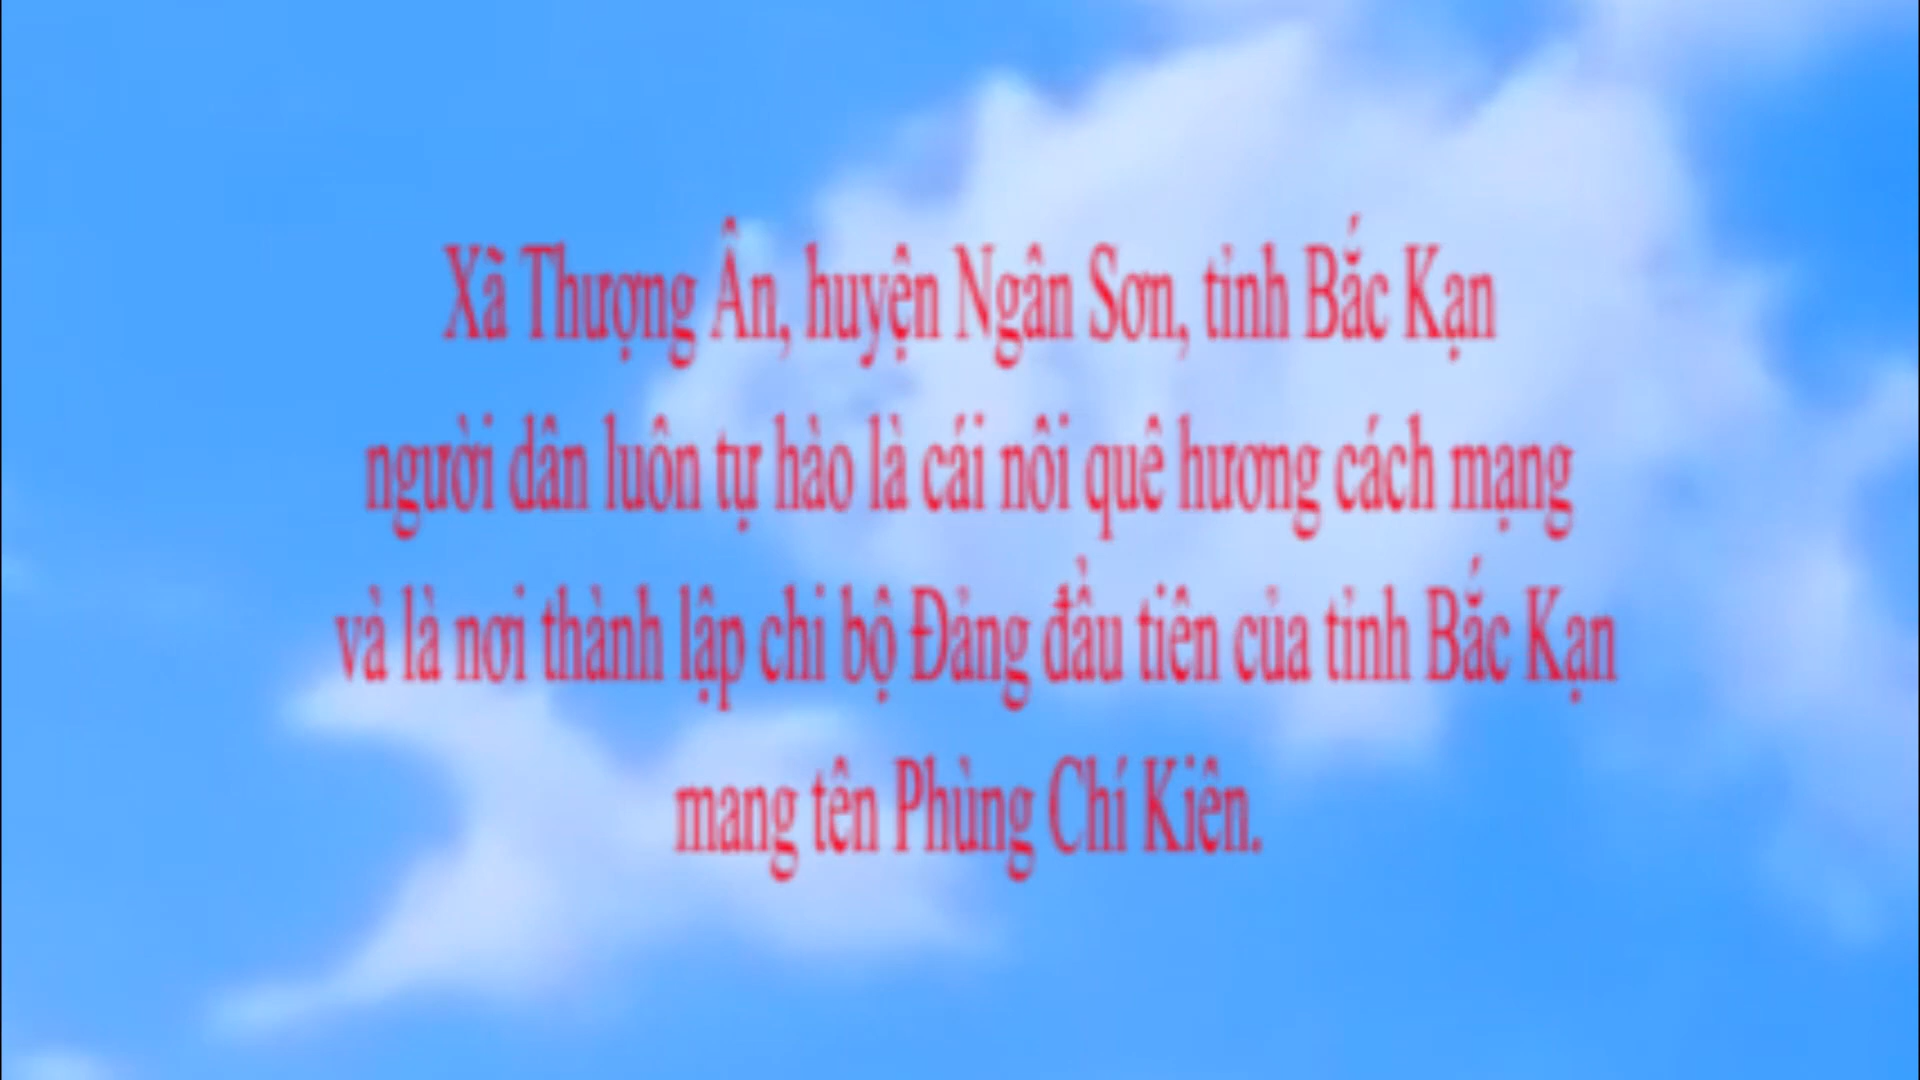 Xã Thượng Ân, huyện Ngân Sơn, tỉnh Bắc Kạn
người dân luôn tự hào là cái nôi quê hương cách mạng
và là nơi thành lập chi bộ Đảng đầu tiên của tỉnh Bắc Kạn
mang tên Phùng Chí Kiên.